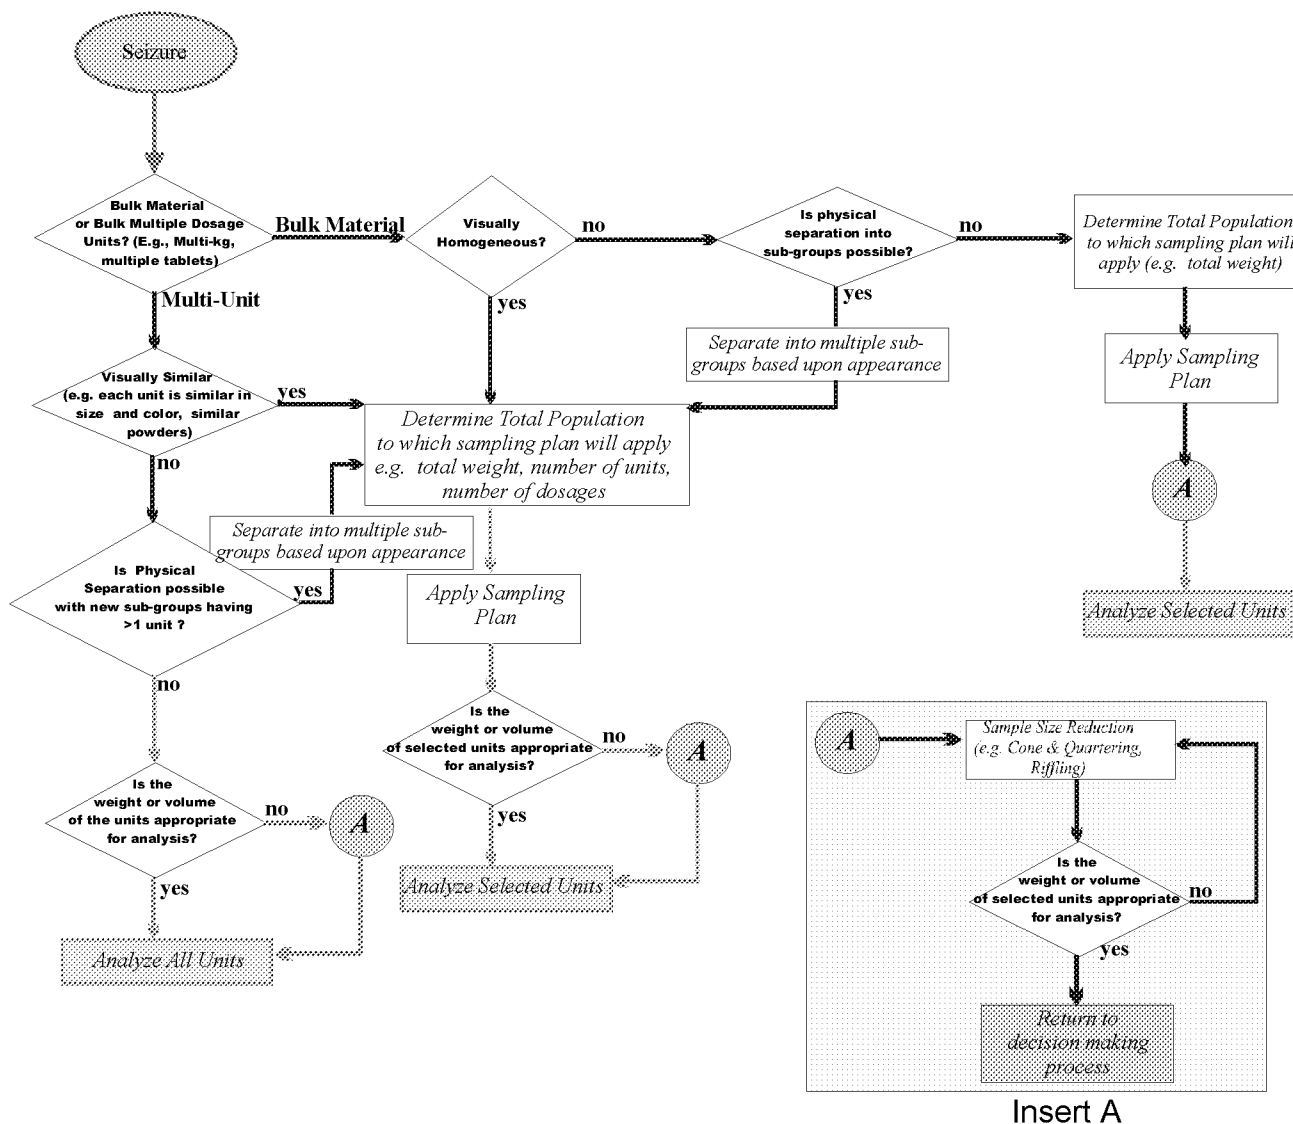 Seizure
Bulk Material
or Bulk Multiple Dosage
Units? (E.g., Multi-kg,
multiple tablets)
Bulk Material
Visually
Homogeneous?
no
Is physical
separation into
sub-groups possible?
no
Determine Total Population
to which sampling plan will
apply (e.g. total weight)
Multi-Unit
yes
yes
Separate into multiple sub-
groups based upon appearance
Apply Sampling
Plan
Visually Similar
(e.g. each unit is similar in
size and color, similar
powders)
yes
Determine Total Population
to which sampling plan will apply
e.g. total weight, number of units,
number of dosages
no
A
Separate into multiple sub-
groups based upon appearance
Is Physical
Separation possible
with new sub-groups having
>1 unit ?
yes
Apply Sampling
Plan
Analyze Selected Units
no
Is the
weight or volume
of selected units appropriate
for analysis?
no
A
yes
Analyze Selected Units
Is the
weight or volume
of the units appropriate
for analysis?
no
A
yes
Analyze All Units
A
Sample Size Reduction
(e.g. Cone & Quartering,
Riffling)
Is the
weight or volume
of selected units appropriate
for analysis?
no
yes
Return to
decision making
process
Insert A